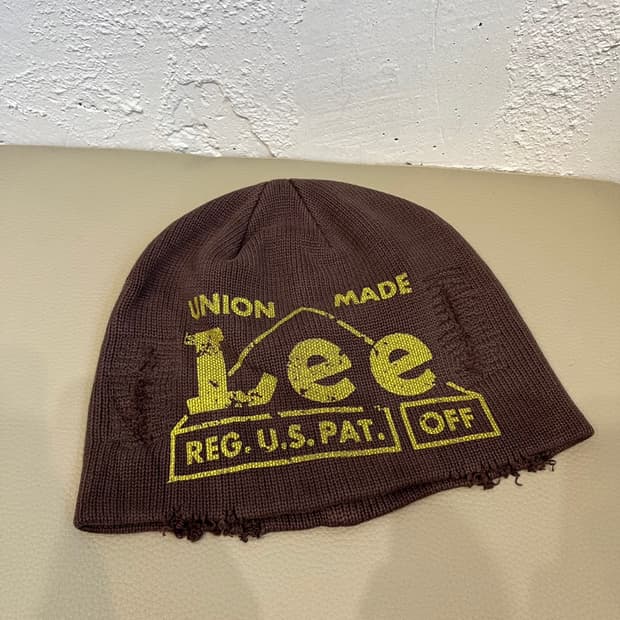 UNION MADE
Lee
REG. U.S. PAT. OFF